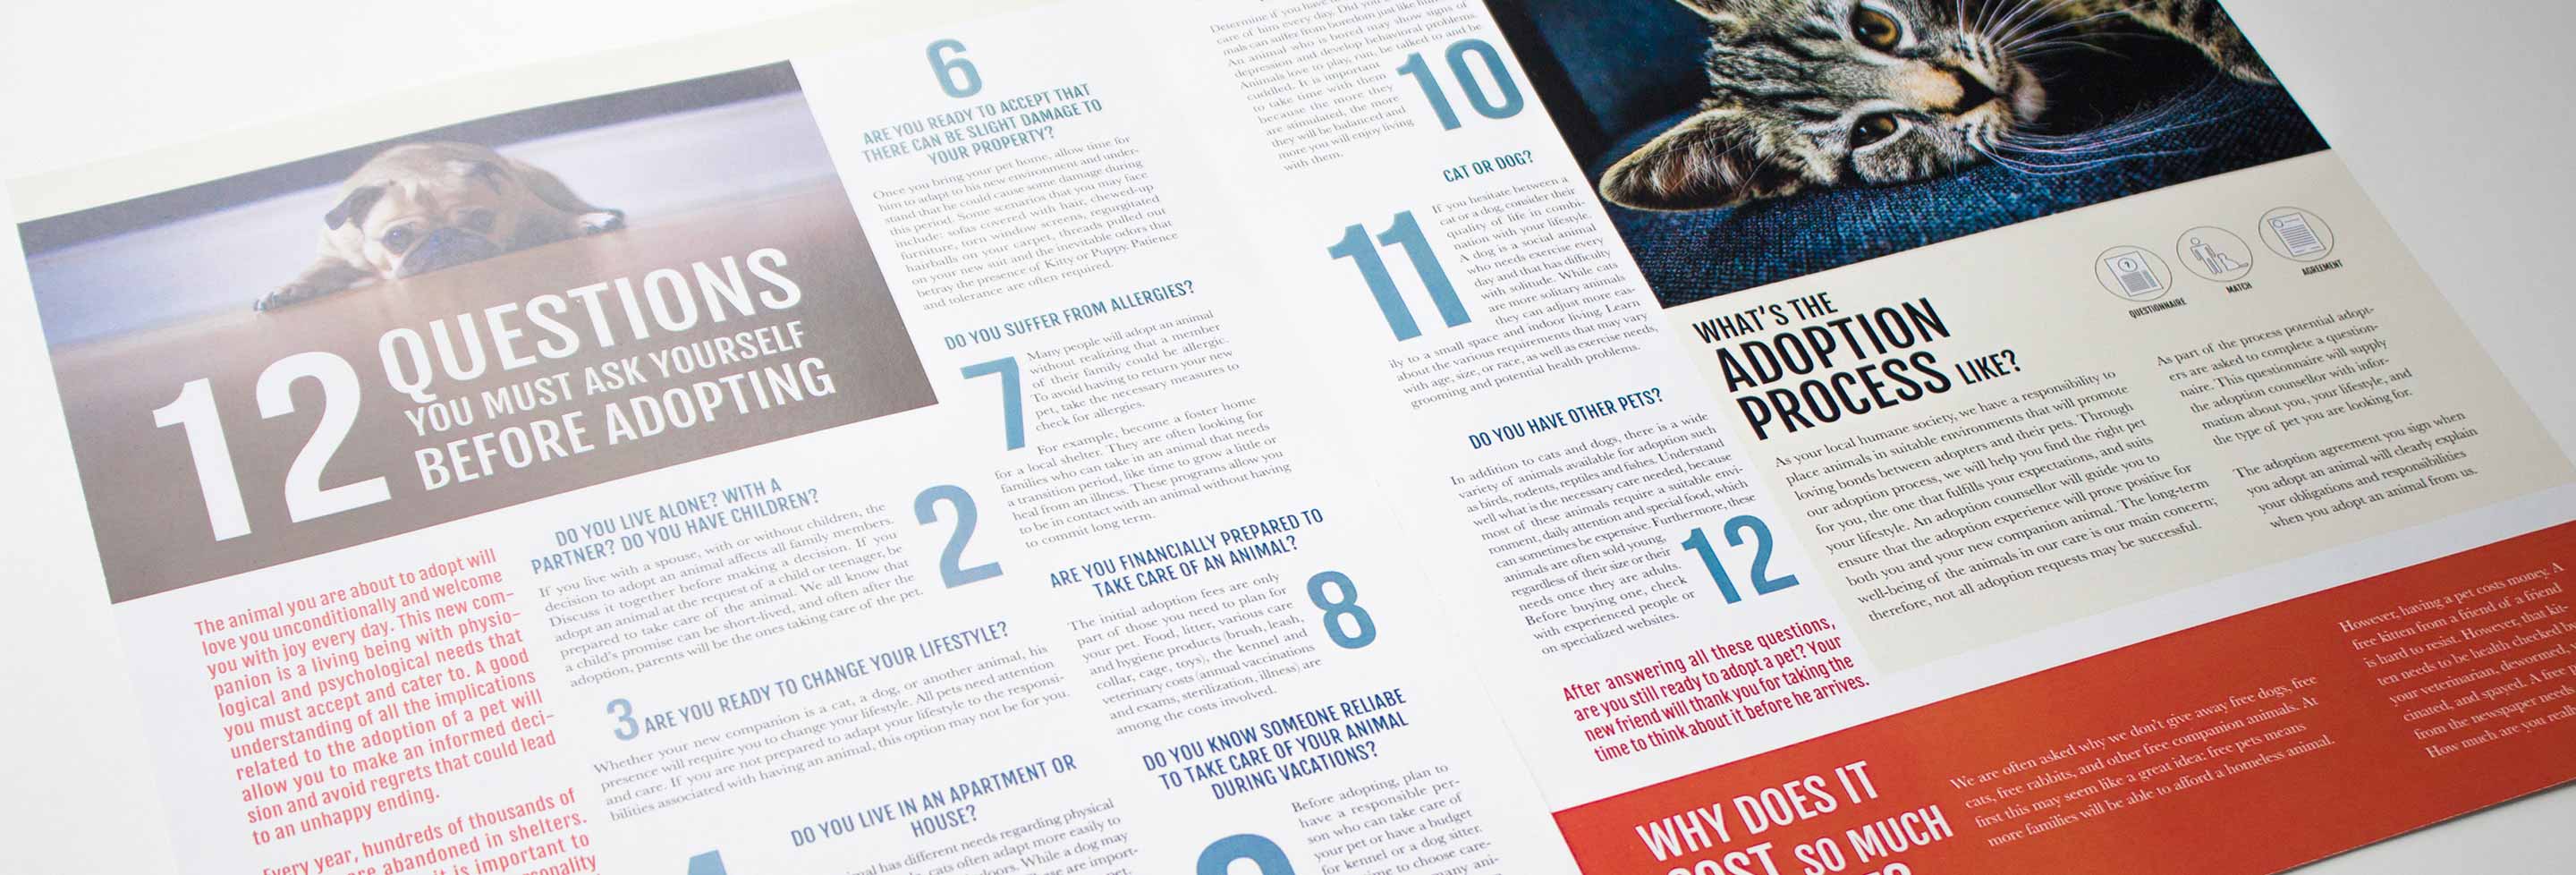 12 QUESTIONS
YOU MUST ASK YOURSELF
BEFORE ADOPTING
The animal you are about to adopt will
love you unconditionally and welcome
you with joy every day. This new com-
panion is a living being with physio-
logical and psychological needs that
you must accept and cater to. A good
understanding of all the implications
related to the adoption of a pet will
allow you to make an informed deci-
sion and avoid regrets that could lead
to an unhappy ending.
Every year, hundreds of thousands of
are abandoned in shelters.
it is important to
DO YOU LIVE ALONE? WITH A
PARTNER? DO YOU HAVE CHILDREN?
2
If you live with a spouse, with or without children, the
decision to adopt an animal affects all family members.
Discuss it together before making a decision. If you
adopt an animal at the request of a child or teenager, be
prepared to take care of the animal. We all know that
a child's promise can be short-lived, and often after the
adoption, parents will be the ones taking care of the pet.
3 ARE YOU READY TO CHANGE YOUR LIFESTYLE?
Whether your new companion is a cat, a dog, or another animal, his
presence will require you to change your lifestyle. All pets need attention
and care. If you are not prepared to adapt your lifestyle to the responsi-
bilities associated with having an animal, this option may not be for you.
DO YOU LIVE IN AN APARTMENT OR
HOUSE?
has different needs regarding physical
cats often adapt more easily to
While a dog may
are import-
6
ARE YOU READY TO ACCEPT THAT
THERE CAN BE SLIGHT DAMAGE TO
YOUR PROPERTY?
Once you bring your pet home, allow time for
him to adapt to his new environment and under-
stand that he could cause some damage during
this period. Some scenarios that you may face
include: sofas covered with hair, chewed-up
furniture, torn window screens, regurgitated
hairballs on your carpet, threads pulled out
on your new suit and the inevitable odors that
betray the presence of Kitty or Puppy. Patience
and tolerance are often required.
DO YOU SUFFER FROM ALLERGIES?
7
Many people will adopt an animal
without realizing that a member
of their family could be allergic.
To avoid having to return your new
pet, take the necessary measures to
check for allergies.
For example, become a foster home
for a local shelter. They are often looking for
families who can take in an animal that needs
a transition period, like time to grow a little or
heal from an illness. These programs allow you
to be in contact with an animal without having
to commit long term.
ARE YOU FINANCIALLY PREPARED TO
TAKE CARE OF AN ANIMAL?
8
The initial adoption fees are only
part of those you need to plan for
your pet. Food, litter, various care
and hygiene products (brush, leash,
collar, cage, toys), the kennel and
veterinary costs (annual vaccinations
and exams, sterilization, illness) are
among the costs involved.
DO YOU KNOW SOMEONE RELIABE
TO TAKE CARE OF YOUR ANIMAL
DURING VACATIONS?
Before adopting, plan to
have a responsible per-
son who can take care of
your pet or have a budget
for kennel or a dog sitter.
to choose care-
Determine if you have
care of him every day. Did you
mals can suffer from boredom just like
An animal who is bored may show signs of
depression and develop behavioral problems.
Animals love to play, run, be talked to and be
cuddled. It is important
to take time with them
because the more they
are stimulated, the more
they will be balanced and
more you will enjoy living
with them.
10
CAT OR DOG?
11
If you hesitate between a
cat or a dog, consider their
quality of life in combi-
nation with your lifestyle.
A dog is a social animal
who needs exercise every
day and that has difficulty
with solitude. While cats
are more solitary animals
they can adjust more eas-
ily to a small space and indoor living. Learn
about the various requirements that may vary
with age, size, or race, as well as exercise needs,
grooming and potential health problems.
DO YOU HAVE OTHER PETS?
In addition to cats and dogs, there is a wide
variety of animals available for adoption such
as birds, rodents, reptiles and fishes. Understand
well what is the necessary care needed, because
most of these animals require a suitable envi-
ronment, daily attention and special food, which
can sometimes be expensive. Furthermore, these
animals are often sold young,
regardless of their size or their
needs once they are adults.
Before buying one, check
with experienced people or
on specialized websites.
12
After answering all these questions,
are you still ready to adopt a pet? Your
new friend will thank you for taking the
time to think about it before he arrives.
WHAT'S THE
ADOPTION
PROCESS LIKE?
QUESTIONNAIRE
MATCH
AGREEMENT
As your local humane society, we have a responsibility to
place animals in suitable environments that will promote
loving bonds between adopters and their pets. Through
our adoption process, we will help you find the right pet
for you, the one that fulfills your expectations, and suits
your lifestyle. An adoption counsellor will guide you to
ensure that the adoption experience will prove positive for
both you and your new companion animal. The long-term
well-being of the animals in our care is our main concern;
therefore, not all adoption requests may be successful.
As part of the process potential adopt-
ers are asked to complete a question-
naire. This questionnaire will supply
the adoption counsellor with infor-
mation about you, your lifestyle, and
the type of pet you are looking for.
The adoption agreement you sign when
you adopt an animal will clearly explain
your obligations and responsibilities
when you adopt an animal from us.
WHY DOES IT
COST SO MUCH
We are often asked why we don't give away free dogs, free
cats, free rabbits, and other free companion animals. At
first this may seem like a great idea: free pets means
more families will be able to afford a homeless animal.
However, having a pet costs money. A
free kitten from a friend of a friend
is hard to resist. However, that kit-
ten needs to be health checked
your veterinarian, dewormed,
cinated, and spayed. A free
from the newspaper
How much are you